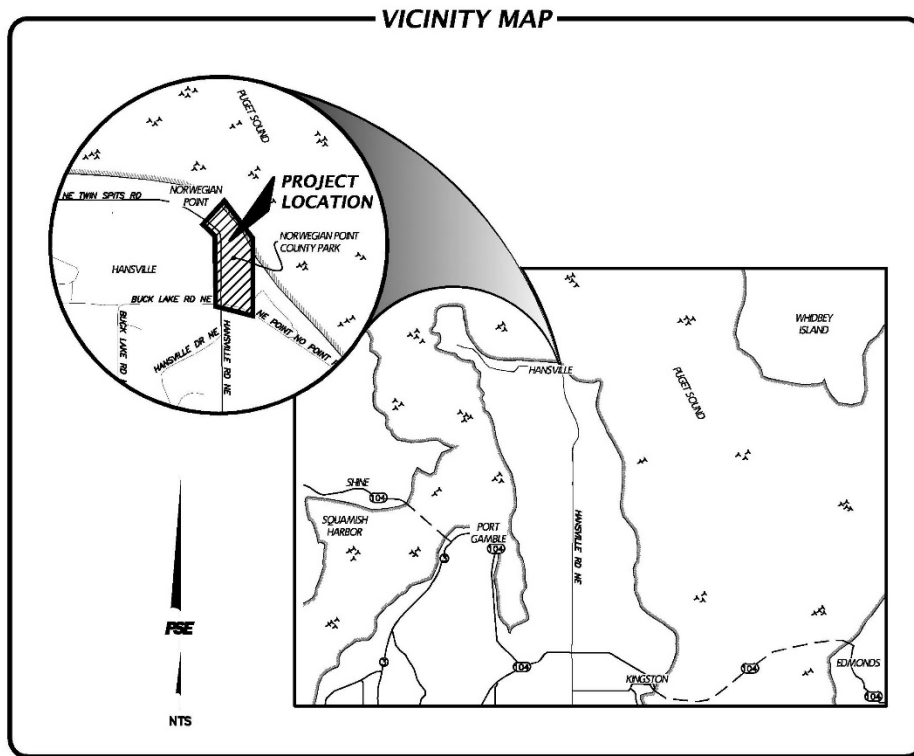 VICINITY MAP
PUGET
SOUND
PROJECT
LOCATION
NE TWIN SPITS RD
NORWEGIAN
POINT
NORWEGIAN POINT
COUNTY PARK
HANSVILLE
BUCK LAKE RD NE
BUCK LAKE RD N
HANSVILLE DR NE
HANSVILLE RD NE
NE POINT NO POINT R
WHIDBEY
ISLAND
HANSVILLE
PUGET SOUND
SHINE
104
SQUAMISH
HARBOR
PORT
GAMBLE
104
3
HANSVILLE RD NE
3
104
KINGSTON
104
EDMONDS
104
PSE
NTS